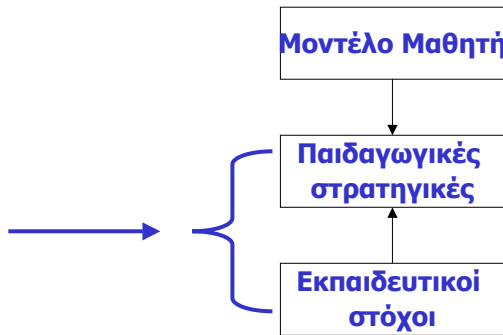 Μοντέλο Μαθητή
Παιδαγωγικές
στρατηγικές
Εκπαιδευτικοί
στόχοι